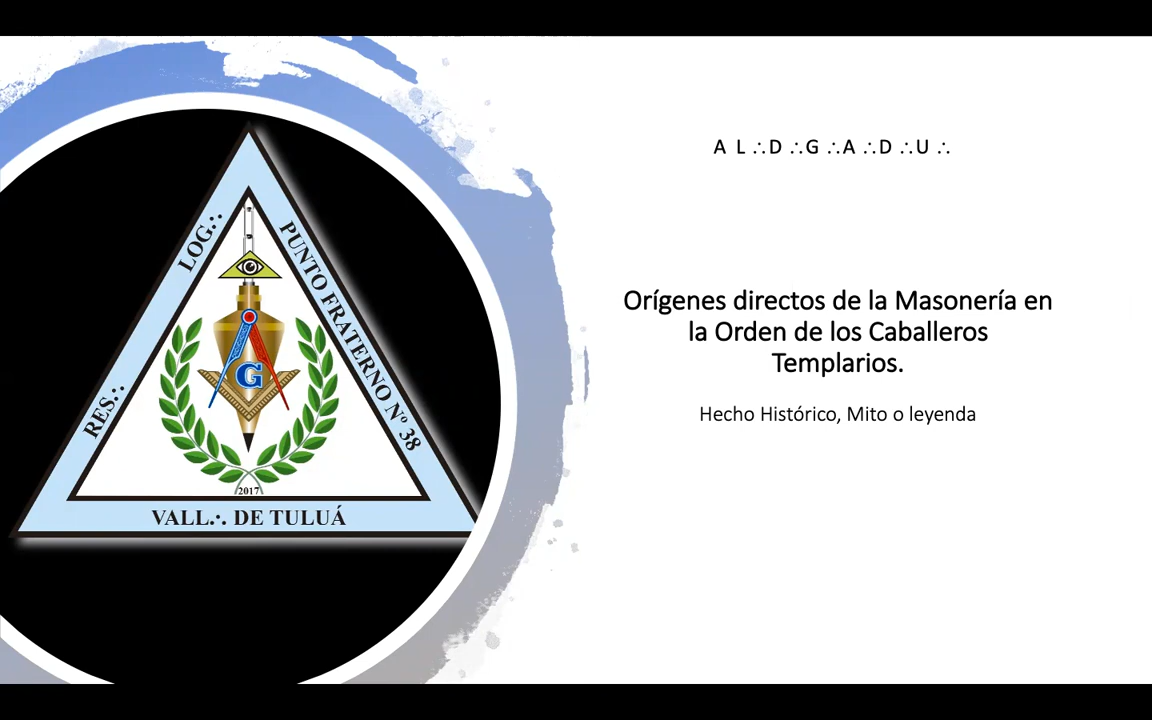 RES.·. LOG.·. PUNTO FRATERNO Nº 38
G
2017
VALL.·. DE TULUÁ
A L ∴D ∴G ∴A ∴D ∴U ∴
Orígenes directos de la Masonería en
la Orden de los Caballeros
Templarios.
Hecho Histórico, Mito o leyenda